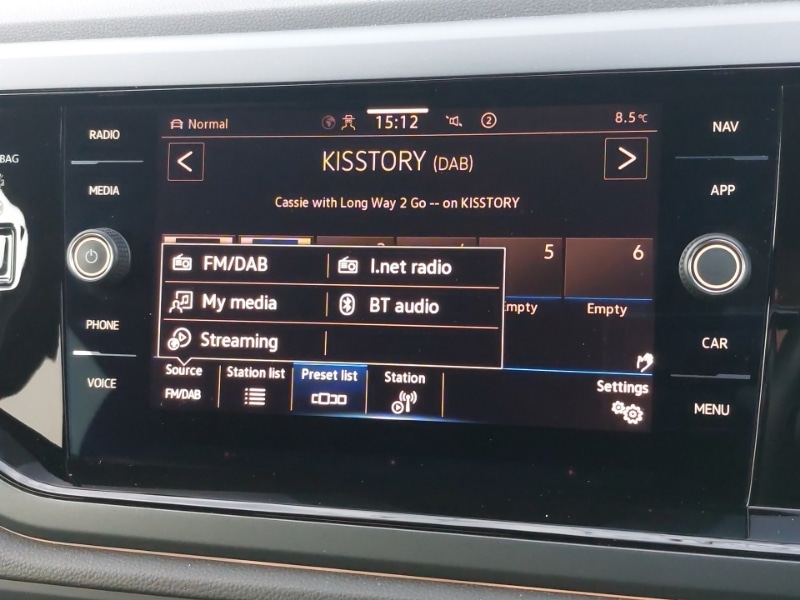 Normal
15:12
2
8.5°C
RADIO
NAV
BAG
KISSTORY (DAB)
MEDIA
APP
Cassie with Long Way 2 Go -- on KISSTORY
5
6
FM/DAB
I.net radio
My media
BT audio
Empty
Streaming
PHONE
CAR
Source
Station list
Preset list
Station
Settings
VOICE
FM/DAB
MENU